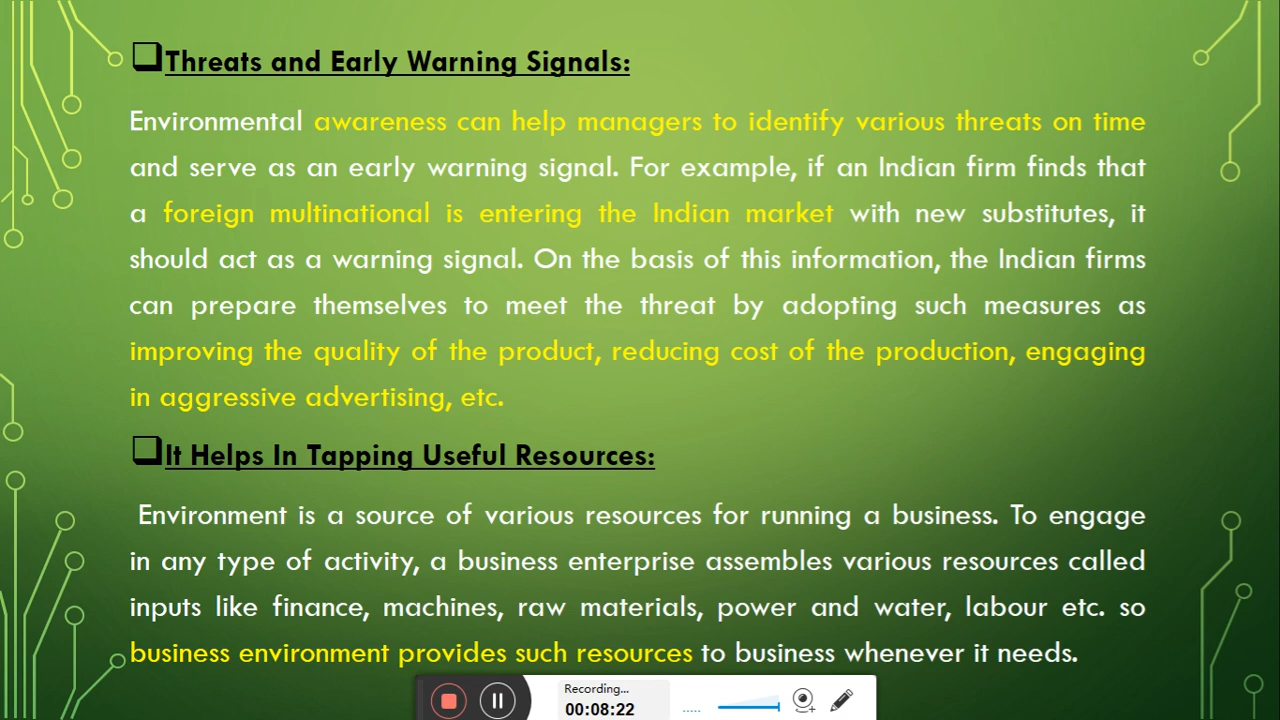 Threats and Early Warning Signals:
Environmental awareness can help managers to identify various threats on time
and serve as an early warning signal. For example, if an Indian firm finds that
a foreign multinational is entering the Indian market with new substitutes, it
should act as a warning signal. On the basis of this information, the Indian firms
can prepare themselves to meet the threat by adopting such measures as
improving the quality of the product, reducing cost of the production, engaging
in aggressive advertising, etc.
It Helps In Tapping Useful Resources:
Environment is a source of various resources for running a business. To engage
in any type of activity, a business enterprise assembles various resources called
inputs like finance, machines, raw materials, power and water, labour etc. so
business environment provides such resources to business whenever it needs.
Recording...
00:08:22